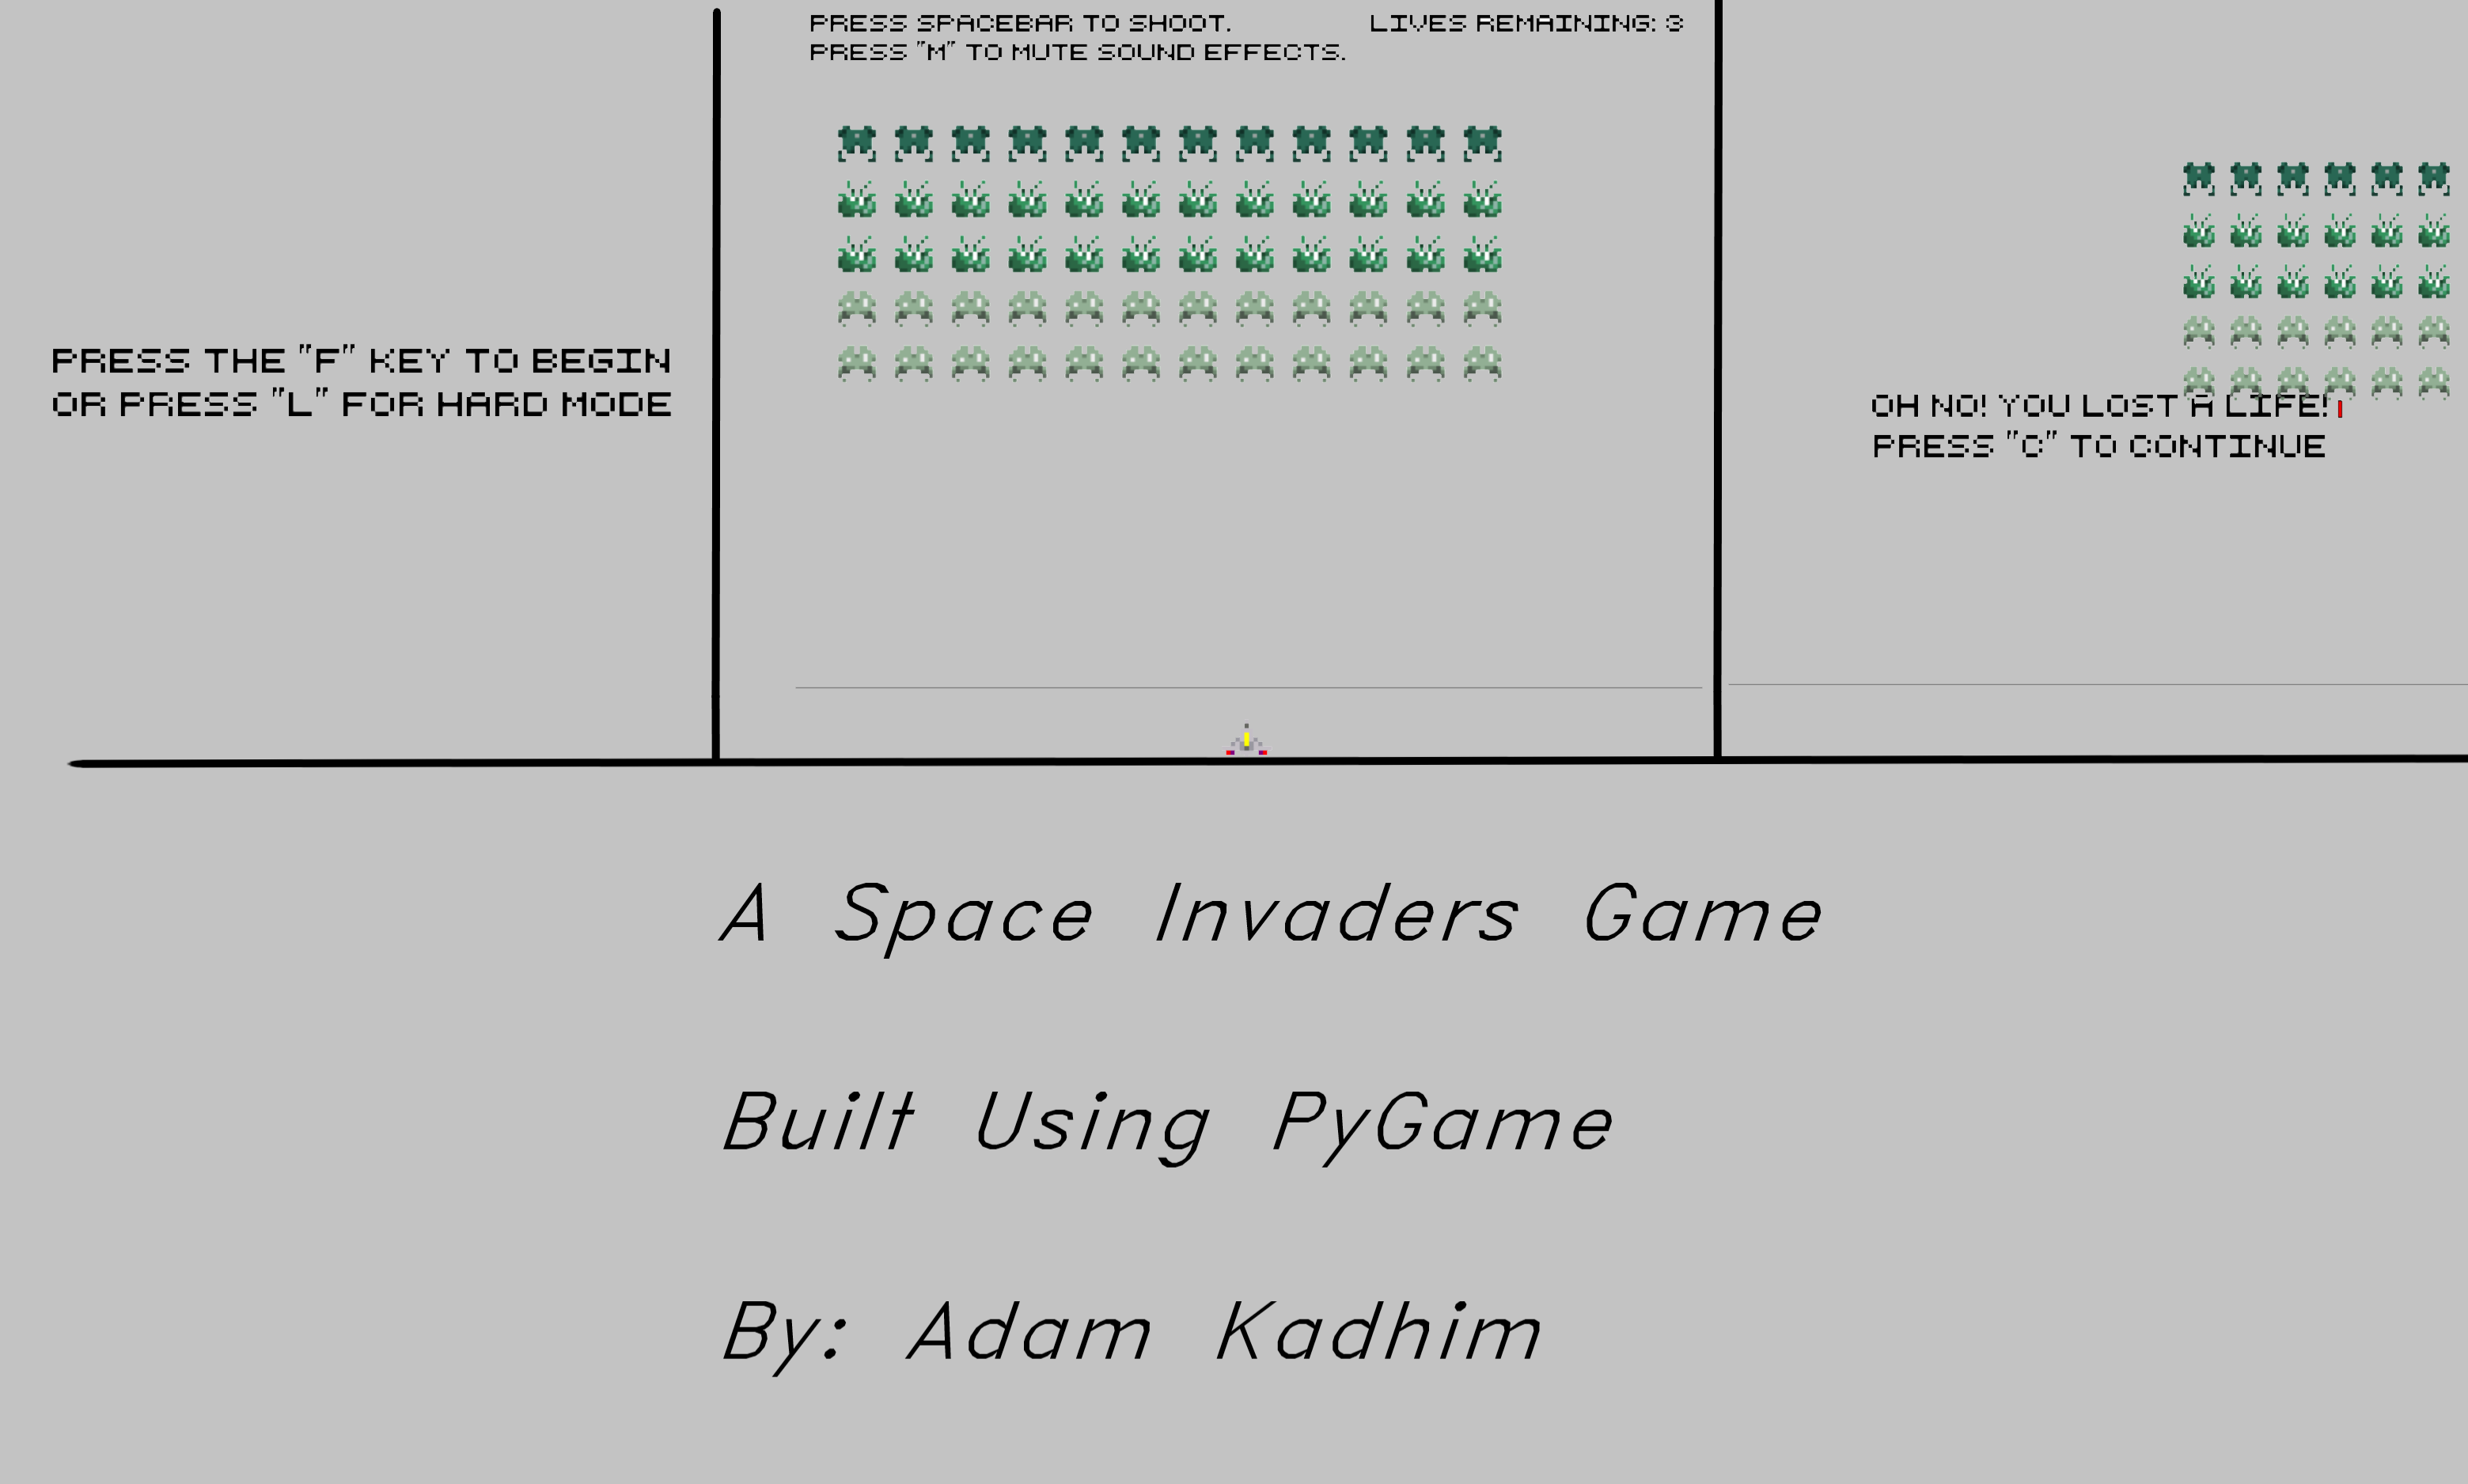 PRESS THE "F" KEY TO BEGIN
OR PRESS "L" FOR HARD MODE
PRESS SPACEBAR TO SHOOT.
LIVES REMAINING: 3
PRESS "M" TO MUTE SOUND EFFECTS.
OH NO! YOU LOST A LIFE!
PRESS "C" TO CONTINUE
A Space Invaders Game
Built Using PyGame
By: Adam Kadhim